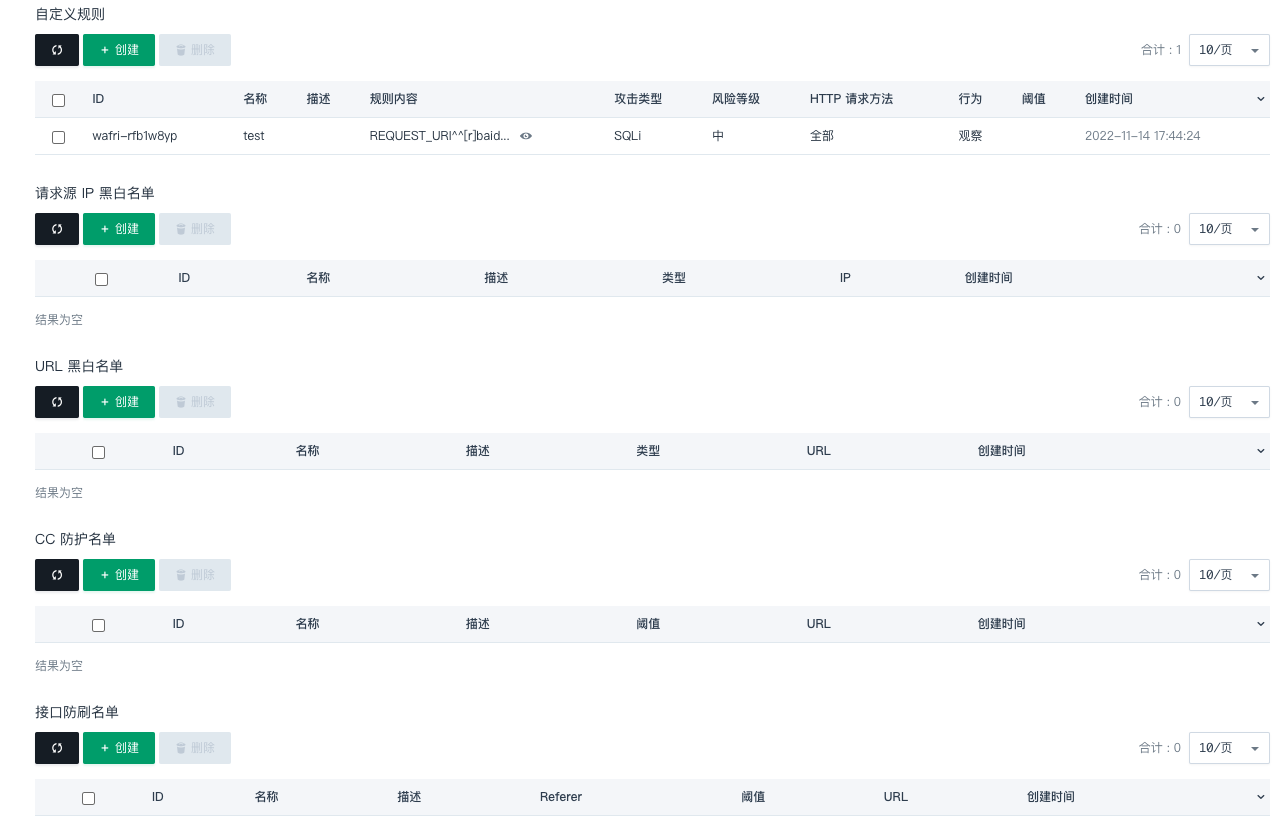 自定义规则
+ 创建 删除 合计 : 1 10/页
ID 名称 描述 规则内容 攻击类型 风险等级 HTTP 请求方法 行为 阈值 创建时间
wafri-rfb1w8yp test REQUEST_URI^^[r]baid... SQLi 中 全部 观察 2022-11-14 17:44:24
请求源 IP 黑白名单
+ 创建 删除 合计 : 0 10/页
ID 名称 描述 类型 IP 创建时间
结果为空
URL 黑白名单
+ 创建 删除 合计 : 0 10/页
ID 名称 描述 类型 URL 创建时间
结果为空
CC 防护名单
+ 创建 删除 合计 : 0 10/页
ID 名称 描述 阈值 URL 创建时间
结果为空
接口防刷名单
+ 创建 删除 合计 : 0 10/页
ID 名称 描述 Referer 阈值 URL 创建时间